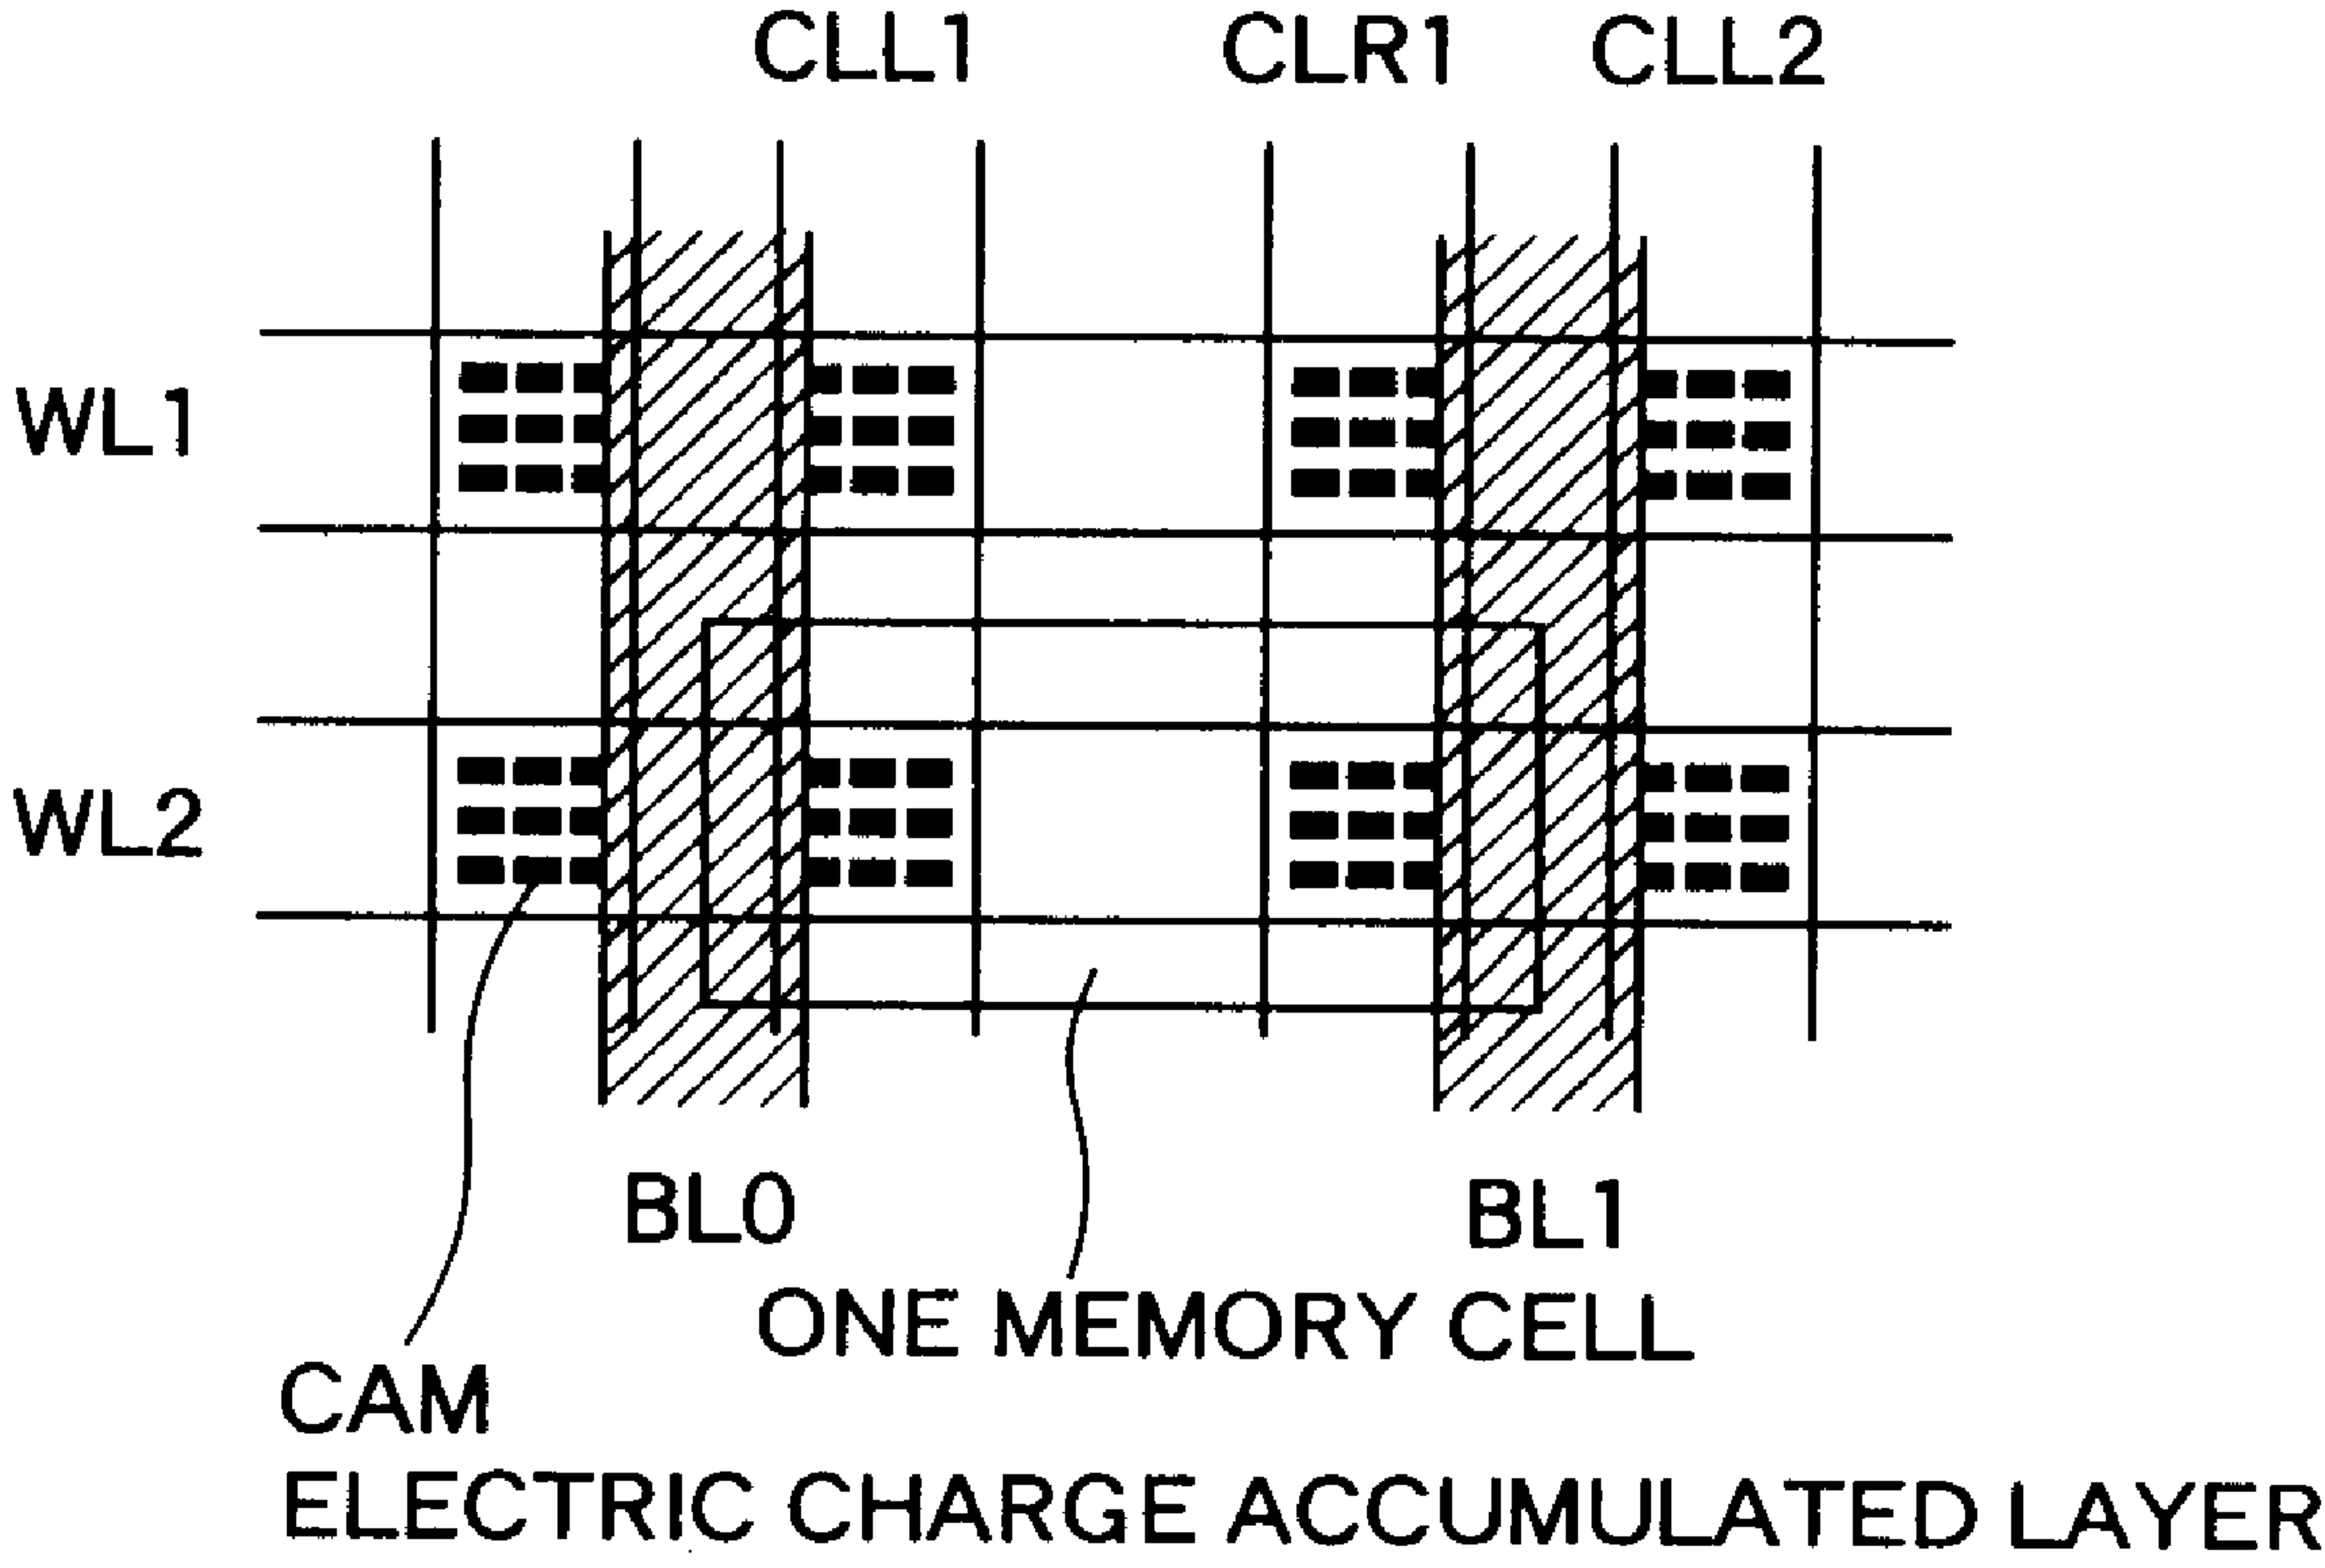 CLL1 CLR1 CLL2
WL1
WL2
BL0 BL1
ONE MEMORY CELL
CAM
ELECTRIC CHARGE ACCUMULATED LAYER